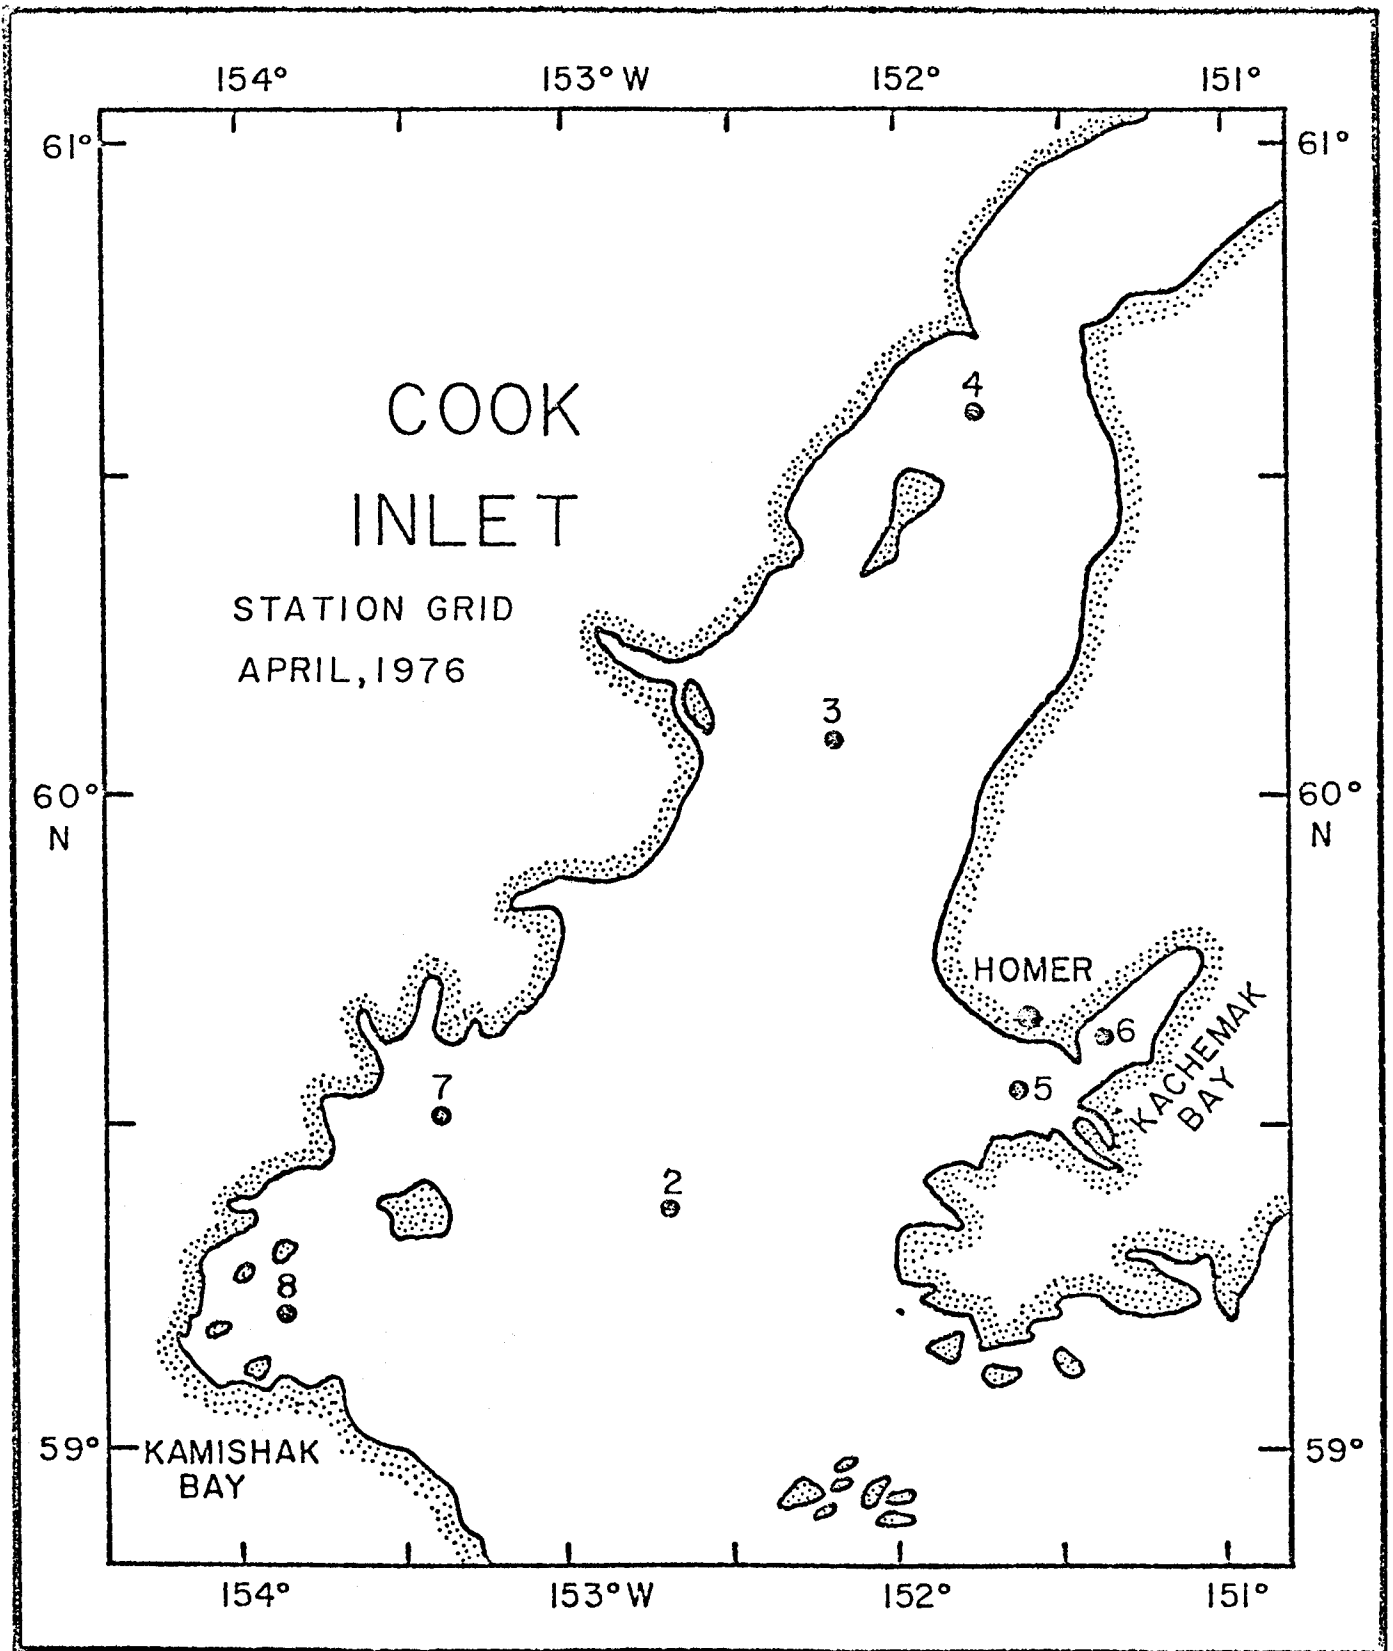 154° 153° W 152° 151°
61° 61°
4
COOK
INLET
STATION GRID
APRIL, 1976
3
60° 60°
N N
HOMER
6
KACHEMAK
BAY
5
7
2
8
59° 59°
KAMISHAK
BAY
154° 153° W 152° 151°